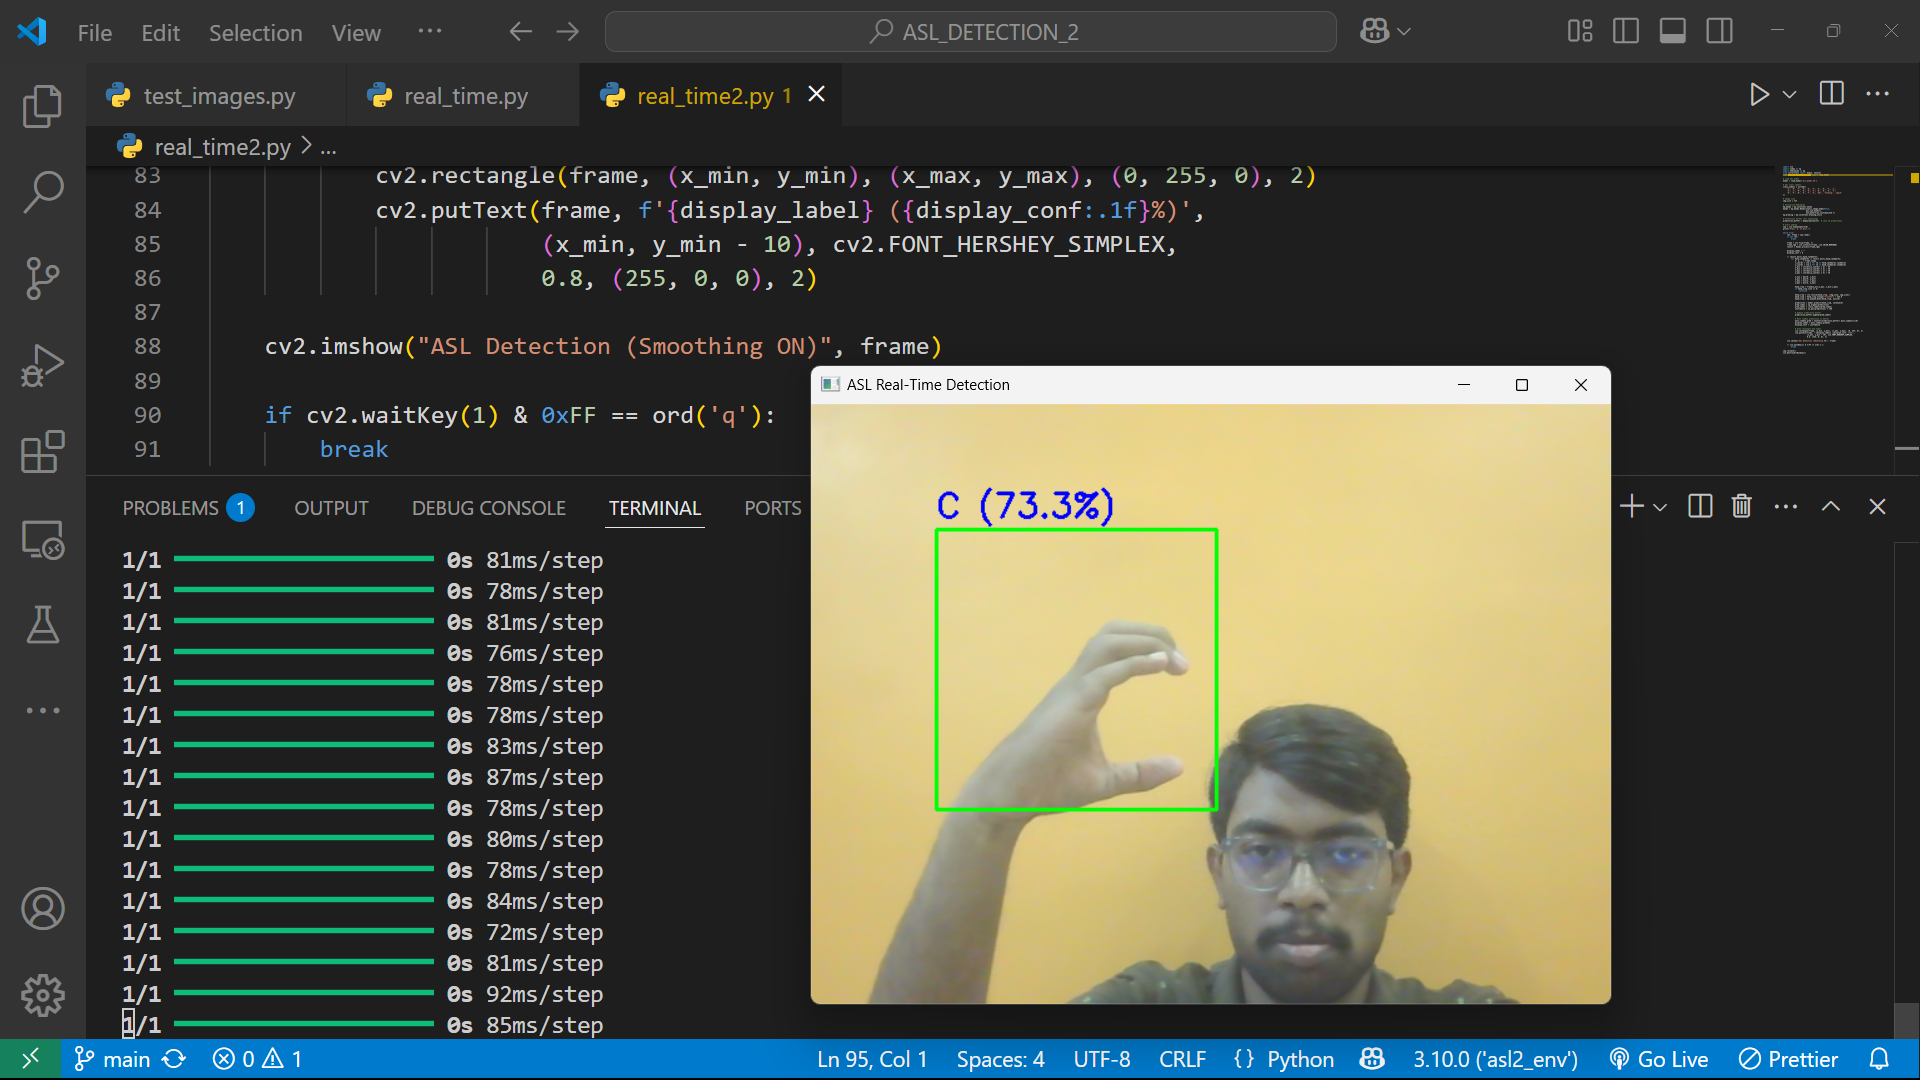 File Edit Selection View ··· ASL_DETECTION_2
test_images.py real_time.py real_time2.py 1
real_time2.py > ...
83 cv2.rectangle(frame, (x_min, y_min), (x_max, y_max), (0, 255, 0), 2)
84 cv2.putText(frame, f'{display_label} ({display_conf:.1f}%)',
85 (x_min, y_min - 10), cv2.FONT_HERSHEY_SIMPLEX,
86 0.8, (255, 0, 0), 2)
87
88 cv2.imshow("ASL Detection (Smoothing ON)", frame)
89
90 if cv2.waitKey(1) & 0xFF == ord('q'):
91 break
PROBLEMS 1 OUTPUT DEBUG CONSOLE TERMINAL PORTS
1/1 0s 81ms/step
1/1 0s 78ms/step
1/1 0s 81ms/step
1/1 0s 76ms/step
1/1 0s 78ms/step
1/1 0s 78ms/step
1/1 0s 83ms/step
1/1 0s 87ms/step
1/1 0s 78ms/step
1/1 0s 80ms/step
1/1 0s 78ms/step
1/1 0s 84ms/step
1/1 0s 72ms/step
1/1 0s 81ms/step
1/1 0s 92ms/step
1/1 0s 85ms/step
ASL Real-Time Detection
C (73.3%)
main 0 1 Ln 95, Col 1 Spaces: 4 UTF-8 CRLF {} Python 3.10.0 ('asl2_env') Go Live Prettier